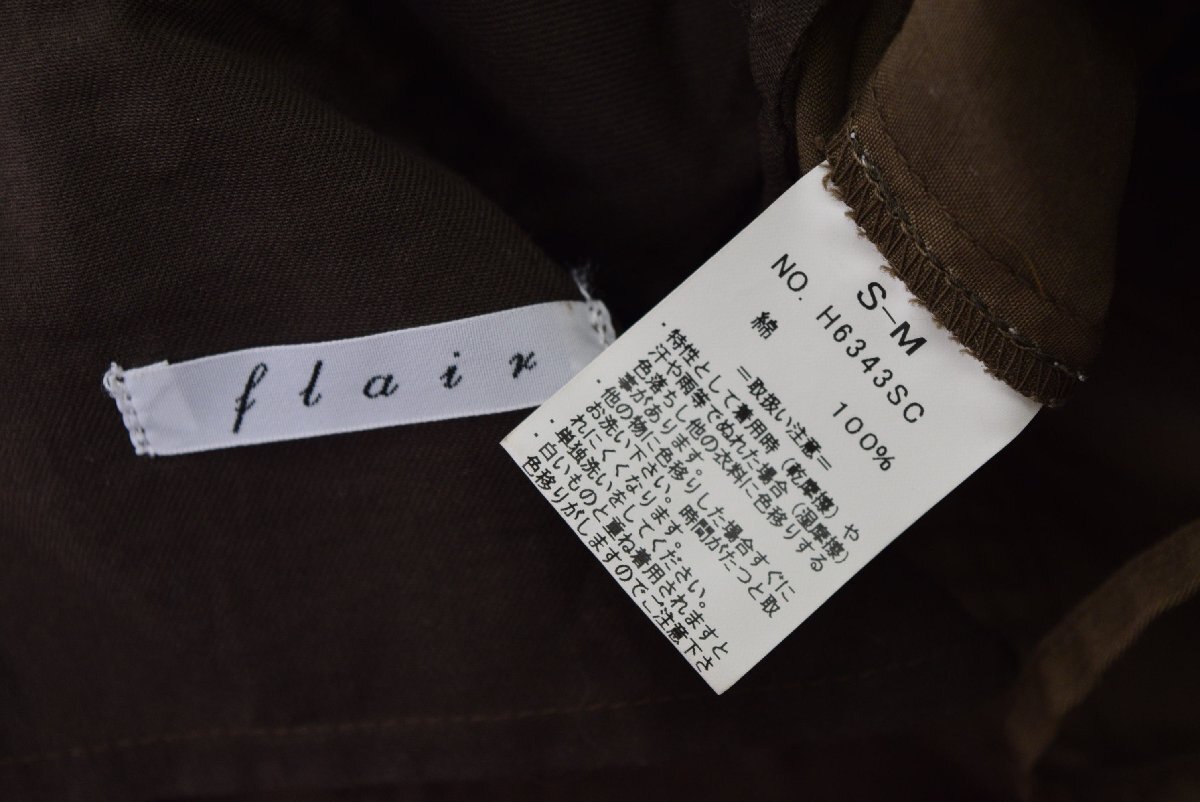 flair
S-M
NO. H6343SC
綿 100%
=取扱い注意=
・特性として着用時(乾摩擦)や
汗や雨等でぬれた場合(湿摩擦)
色落ちし他の衣料に色移りする
事があります。
・他の物に色移りした場合すぐに
お洗い下さい。時間がたつと取
れにくくなります。
・単独洗いをしてください。
・白いものと重ね着用されますと
色移りがしますのでご注意下さ